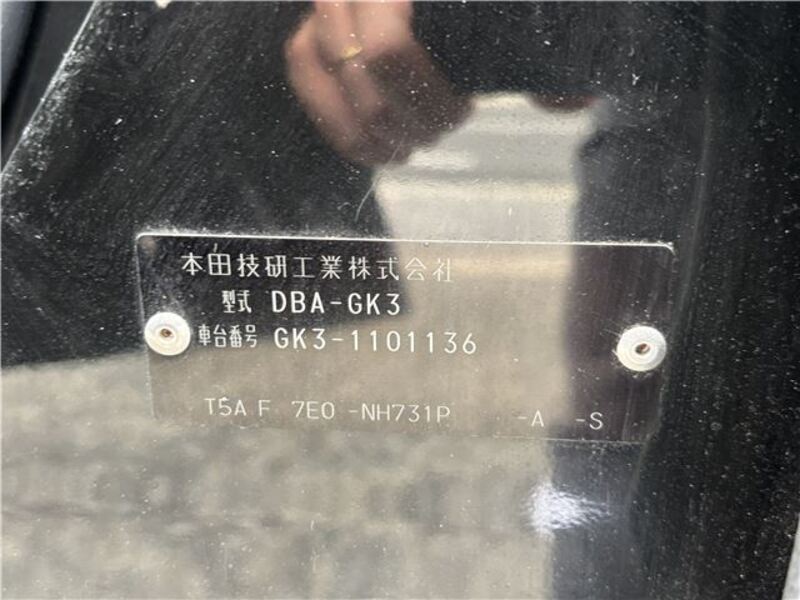 本田技研工業株式会社
型式 DBA-GK3
車台番号 GK3-1101136
T5A F 7E0 -NH731P -A -S